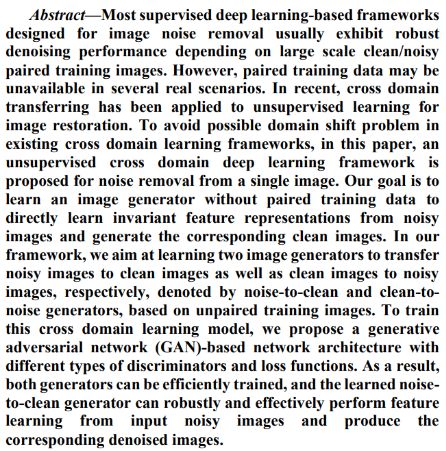 Abstract—Most supervised deep learning-based frameworks
designed for image noise removal usually exhibit robust
denoising performance depending on large scale clean/noisy
paired training images. However, paired training data may be
unavailable in several real scenarios. In recent, cross domain
transferring has been applied to unsupervised learning for
image restoration. To avoid possible domain shift problem in
existing cross domain learning frameworks, in this paper, an
unsupervised cross domain deep learning framework is
proposed for noise removal from a single image. Our goal is to
learn an image generator without paired training data to
directly learn invariant feature representations from noisy
images and generate the corresponding clean images. In our
framework, we aim at learning two image generators to transfer
noisy images to clean images as well as clean images to noisy
images, respectively, denoted by noise-to-clean and clean-to-
noise generators, based on unpaired training images. To train
this cross domain learning model, we propose a generative
adversarial network (GAN)-based network architecture with
different types of discriminators and loss functions. As a result,
both generators can be efficiently trained, and the learned noise-
to-clean generator can robustly and effectively perform feature
learning from input noisy images and produce the
corresponding denoised images.